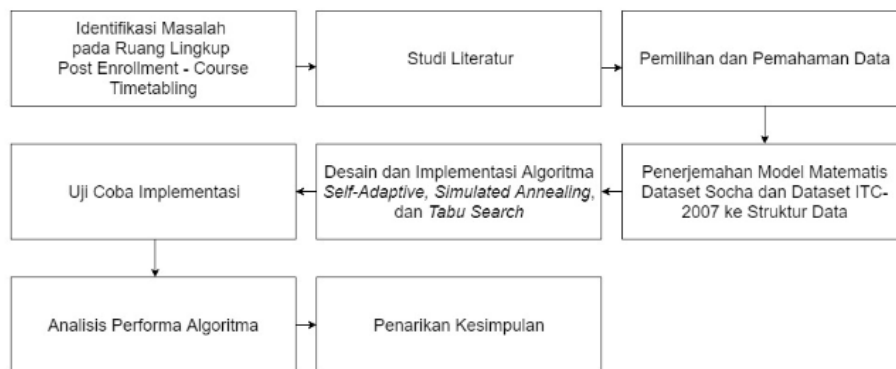 Identifikasi Masalah
pada Ruang Lingkup
Post Enrollment - Course
Timetabling
Studi Literatur
Pemilihan dan Pemahaman Data
Penerjemahan Model Matematis
Dataset Socha dan Dataset ITC-
2007 ke Struktur Data
Desain dan Implementasi Algoritma
Self-Adaptive, Simulated Annealing,
dan Tabu Search
Uji Coba Implementasi
Analisis Performa Algoritma
Penarikan Kesimpulan